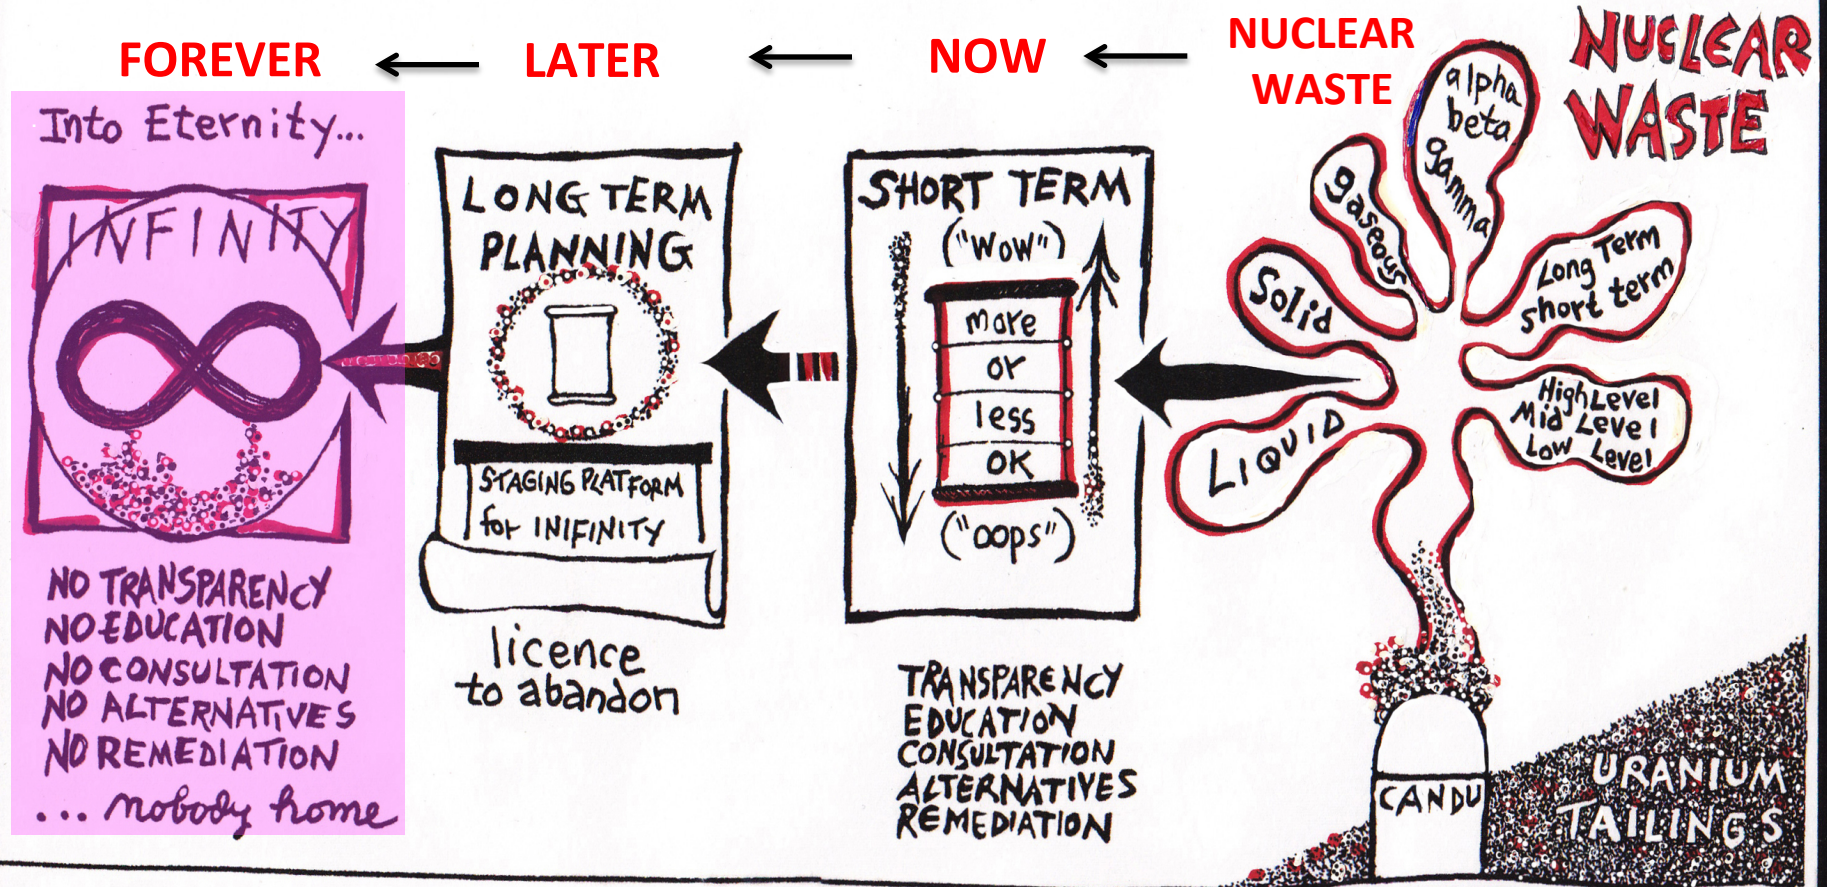 FOREVER
LATER
NOW
NUCLEAR
WASTE
NUCLEAR
WASTE
Into Eternity...
INFINITY
NO TRANSPARENCY
NO EDUCATION
NO CONSULTATION
NO ALTERNATIVES
NO REMEDIATION
... nobody home
LONG TERM
PLANNING
STAGING PLATFORM
for INIFINITY
licence
to abandon
SHORT TERM
("WOW")
more
or
less
OK
("OOPS")
TRANSPARENCY
EDUCATION
CONSULTATION
ALTERNATIVES
REMEDIATION
alpha
beta
gamma
gaseous
Solid
LIQUID
Long Term
short term
High Level
Mid Level
Low Level
CANDU
URANIUM
TAILINGS